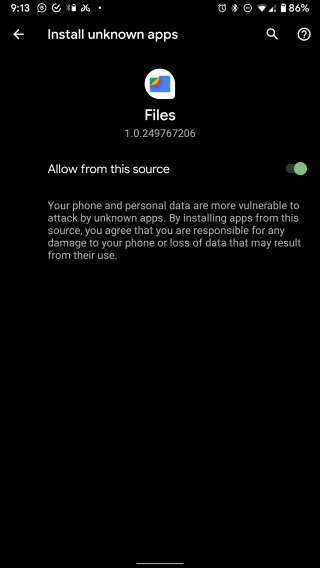 9:13 86%
Install unknown apps
Files
1.0.249767206
Allow from this source
Your phone and personal data are more vulnerable to
attack by unknown apps. By installing apps from this
source, you agree that you are responsible for any
damage to your phone or loss of data that may result
from their use.